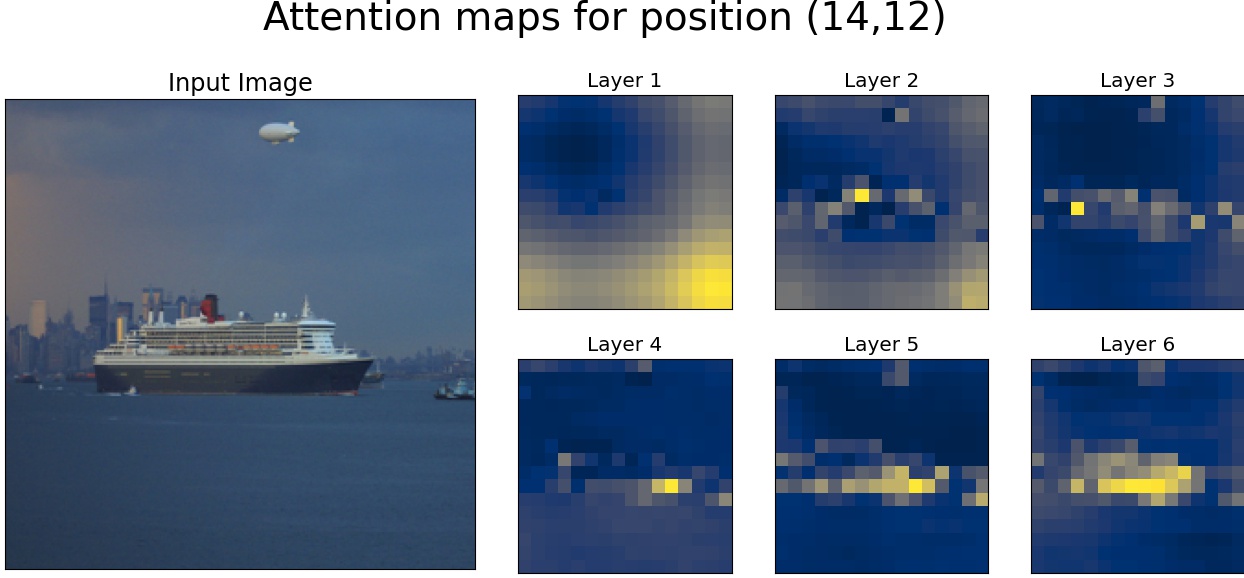 Attention maps for position (14,12)
Input Image
Layer 1
Layer 2
Layer 3
Layer 4
Layer 5
Layer 6